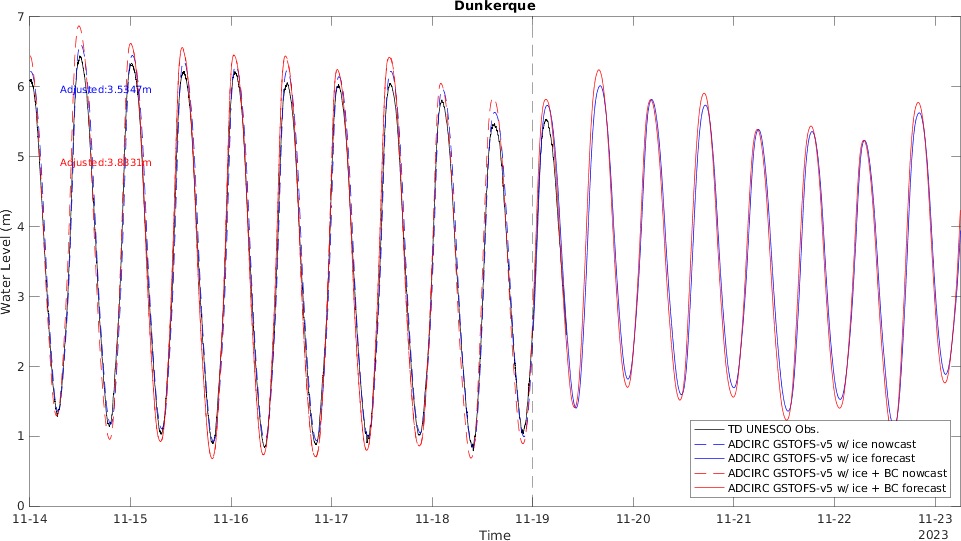 Dunkerque
7
6
5
4
3
2
1
0
Water Level (m)
Adjusted:3.5347m
Adjusted:3.8831m
TD UNESCO Obs.
ADCIRC GSTOFS-v5 w/ ice nowcast
ADCIRC GSTOFS-v5 w/ ice forecast
ADCIRC GSTOFS-v5 w/ ice + BC nowcast
ADCIRC GSTOFS-v5 w/ ice + BC forecast
11-14 11-15 11-16 11-17 11-18 11-19 11-20 11-21 11-22 11-23
Time
2023